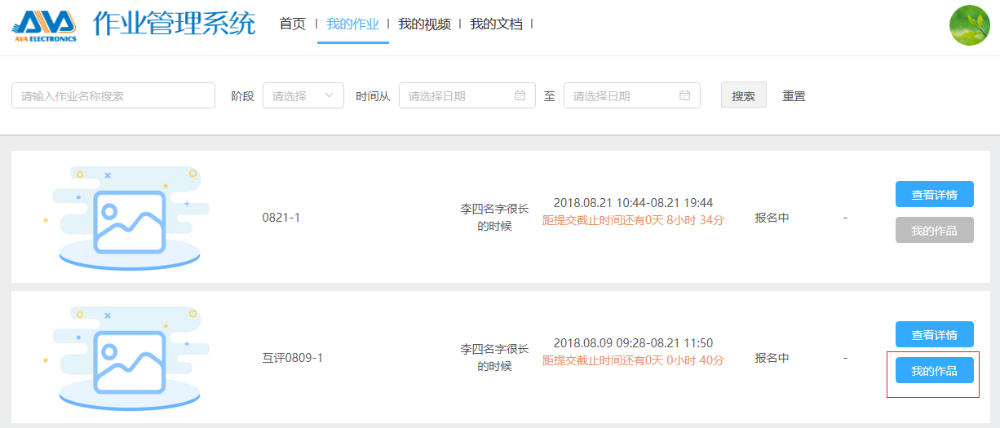 AVA ELECTRONICS 作业管理系统 首页 | 我的作业 | 我的视频 | 我的文档 |
请输入作业名称搜索 阶段 请选择 时间从 请选择日期 至 请选择日期 搜索 重置
0821-1
李四名字很长
的时候
2018.08.21 10:44-08.21 19:44
距提交截止时间还有0天 8小时 34分
报名中
-
查看详情
我的作品
互评0809-1
李四名字很长
的时候
2018.08.09 09:28-08.21 11:50
距提交截止时间还有0天 0小时 40分
报名中
-
查看详情
我的作品